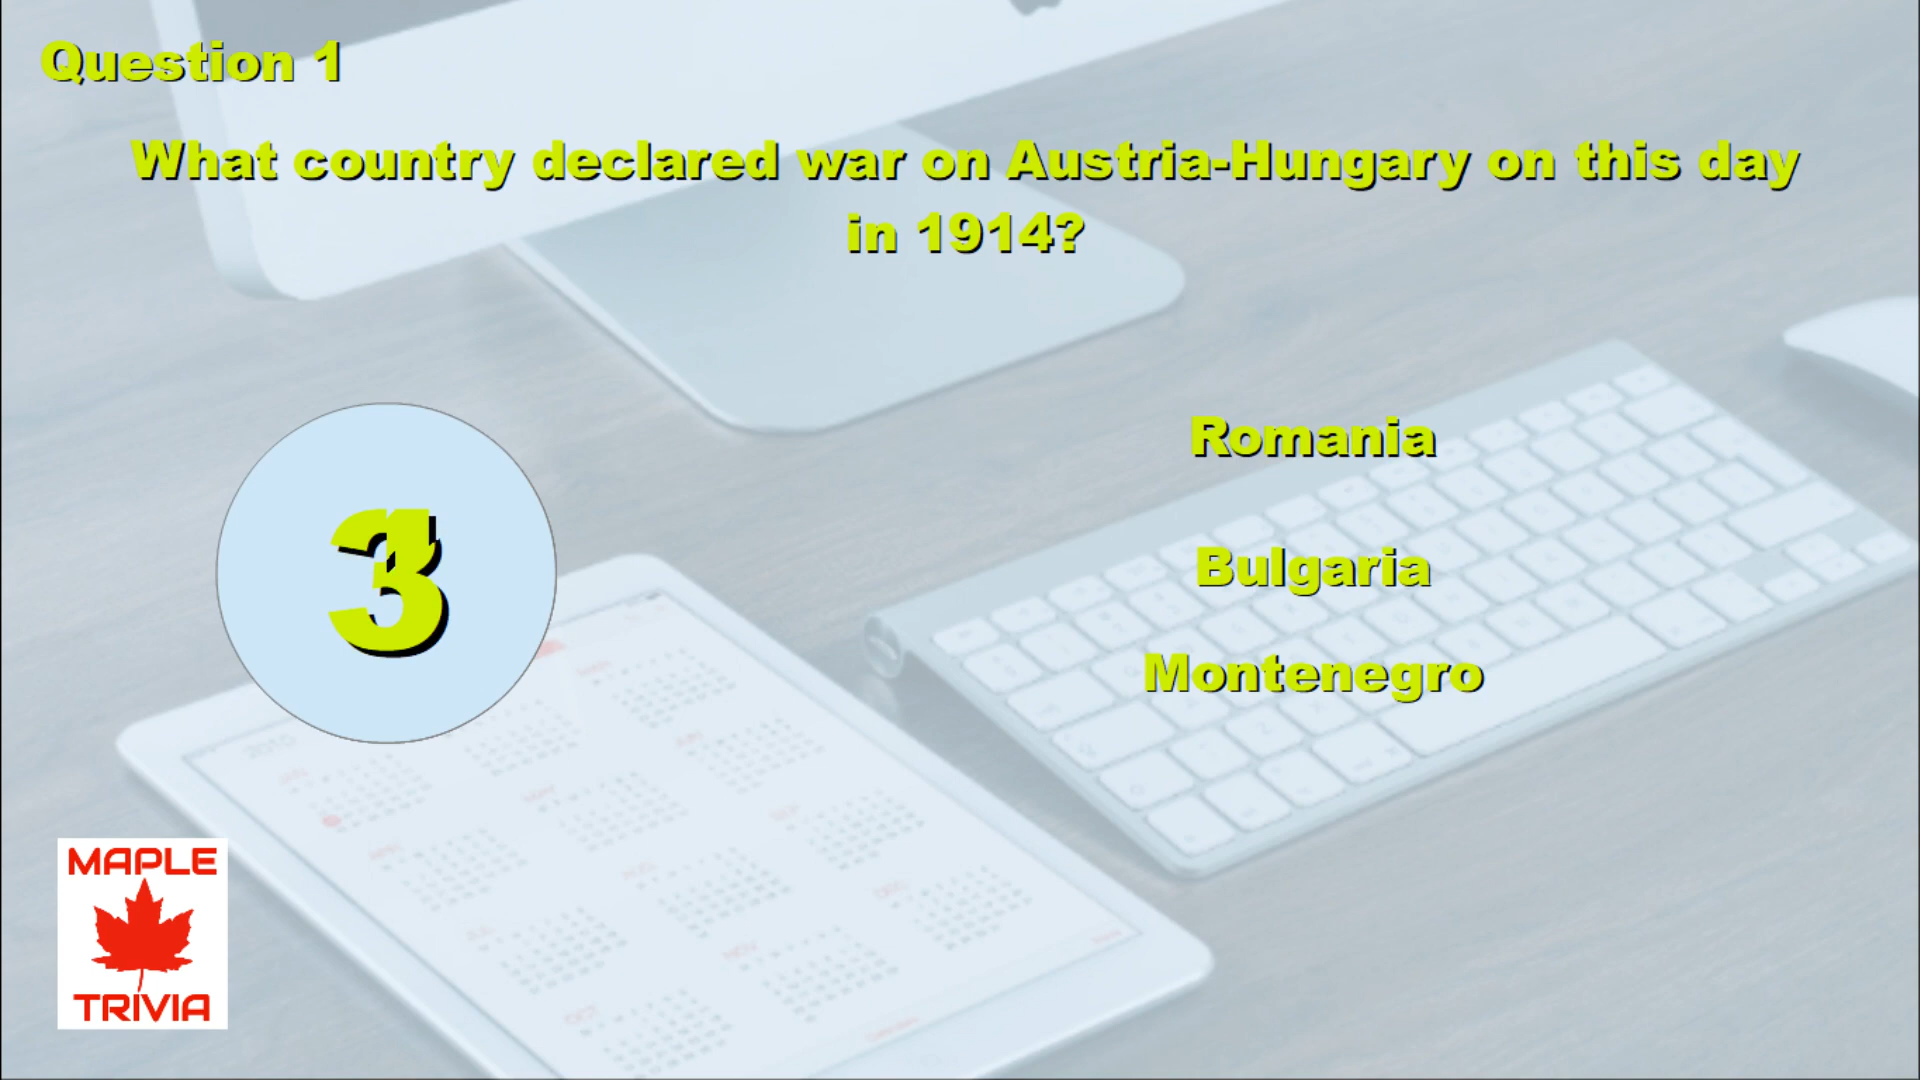 Question 1
What country declared war on Austria-Hungary on this day
in 1914?
Romania
3
Bulgaria
Montenegro
MAPLE
TRIVIA